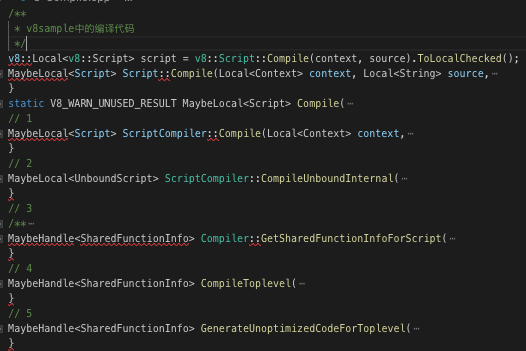 /**
* v8sample中的编译代码
*/
v8::Local<v8::Script> script = v8::Script::Compile(context, source).ToLocalChecked();
MaybeLocal<Script> Script::Compile(Local<Context> context, Local<String> source,⋯
}
static V8_WARN_UNUSED_RESULT MaybeLocal<Script> Compile(⋯
// 1
MaybeLocal<Script> ScriptCompiler::Compile(Local<Context> context,⋯
}
// 2
MaybeLocal<UnboundScript> ScriptCompiler::CompileUnboundInternal(⋯
}
// 3
/**⋯
MaybeHandle<SharedFunctionInfo> Compiler::GetSharedFunctionInfoForScript(⋯
}
// 4
MaybeHandle<SharedFunctionInfo> CompileToplevel(⋯
}
// 5
MaybeHandle<SharedFunctionInfo> GenerateUnoptimizedCodeForToplevel(⋯
}